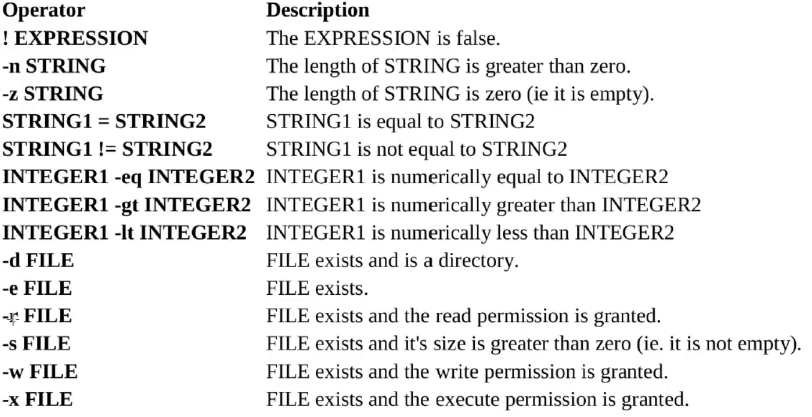 Operator Description
! EXPRESSION The EXPRESSION is false.
-n STRING The length of STRING is greater than zero.
-z STRING The length of STRING is zero (ie it is empty).
STRING1 = STRING2 STRING1 is equal to STRING2
STRING1 != STRING2 STRING1 is not equal to STRING2
INTEGER1 -eq INTEGER2 INTEGER1 is numerically equal to INTEGER2
INTEGER1 -gt INTEGER2 INTEGER1 is numerically greater than INTEGER2
INTEGER1 -lt INTEGER2 INTEGER1 is numerically less than INTEGER2
-d FILE FILE exists and is a directory.
-e FILE FILE exists.
-r FILE FILE exists and the read permission is granted.
-s FILE FILE exists and it's size is greater than zero (ie. it is not empty).
-w FILE FILE exists and the write permission is granted.
-x FILE FILE exists and the execute permission is granted.